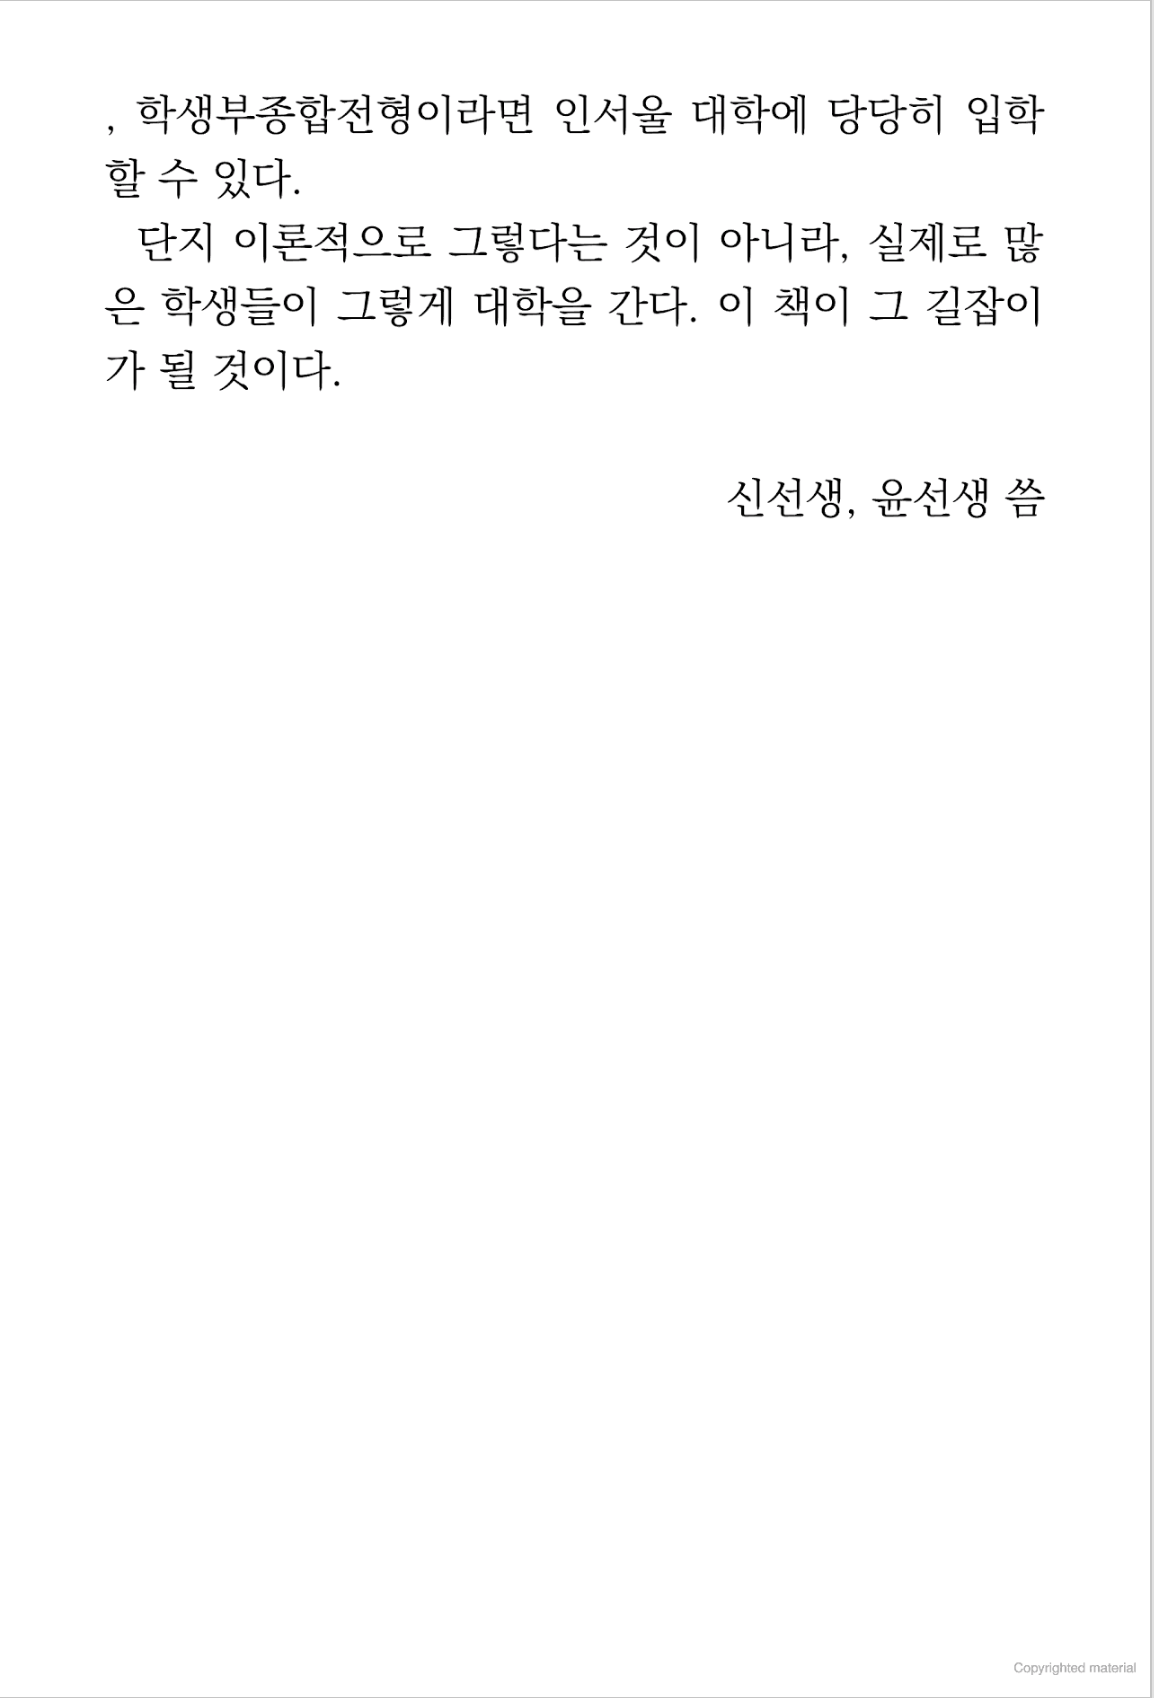 , 학생부종합전형이라면 인서울 대학에 당당히 입학
할 수 있다.
단지 이론적으로 그렇다는 것이 아니라, 실제로 많
은 학생들이 그렇게 대학을 간다. 이 책이 그 길잡이
가 될 것이다.
신선생, 윤선생 씀
Copyrighted material